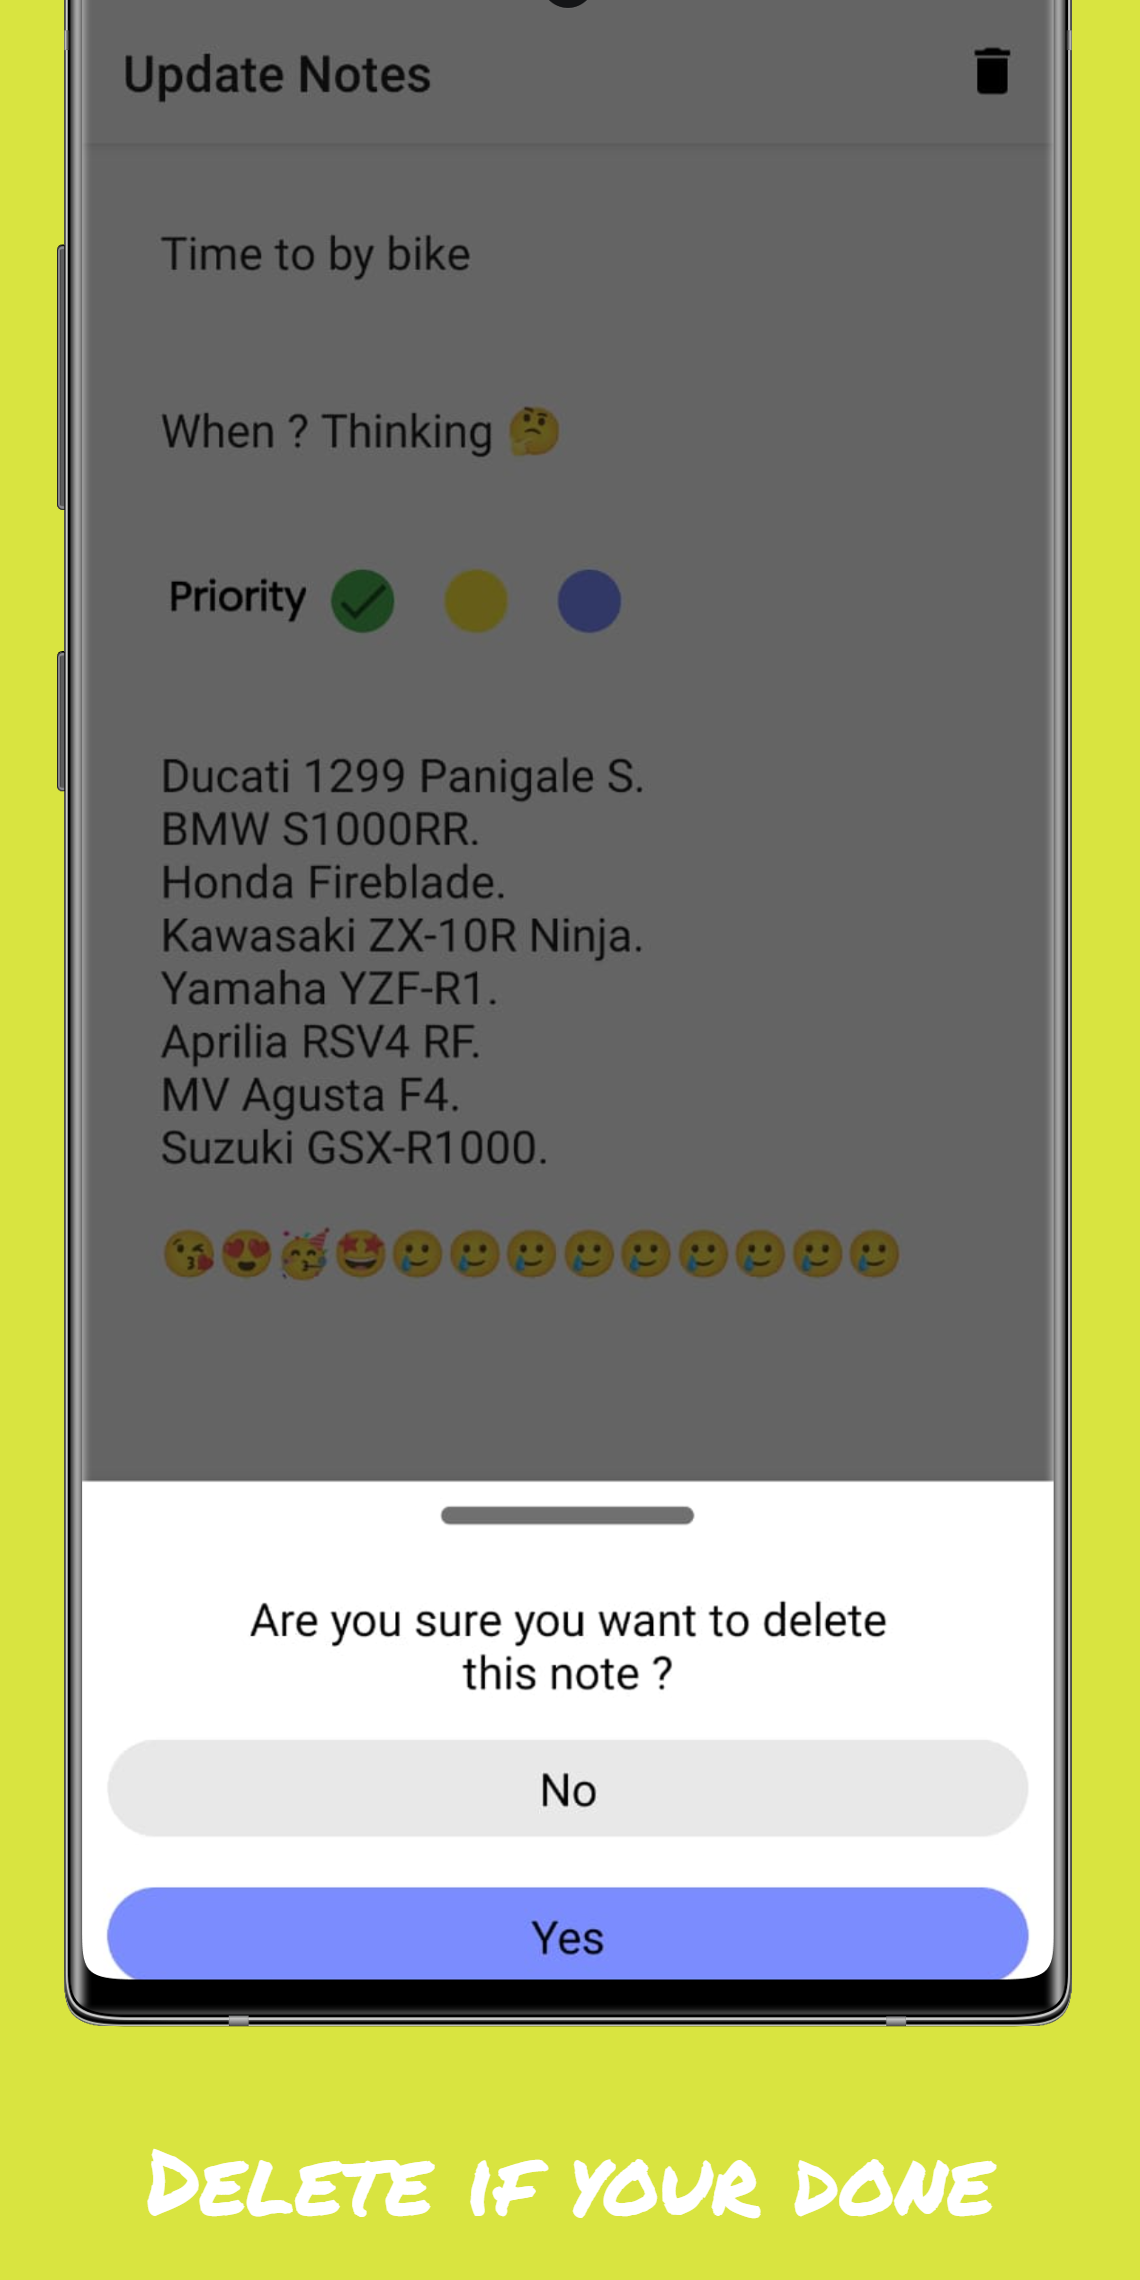 Update Notes
Time to by bike
When ? Thinking 🤔
Priority
Ducati 1299 Panigale S.
BMW S1000RR.
Honda Fireblade.
Kawasaki ZX-10R Ninja.
Yamaha YZF-R1.
Aprilia RSV4 RF.
MV Agusta F4.
Suzuki GSX-R1000.
😘😍🥳🤩🥲🥲🥲🥲🥲🥲🥲🥲🥲
Are you sure you want to delete
this note ?
No
Yes
DELETE IF YOUR DONE